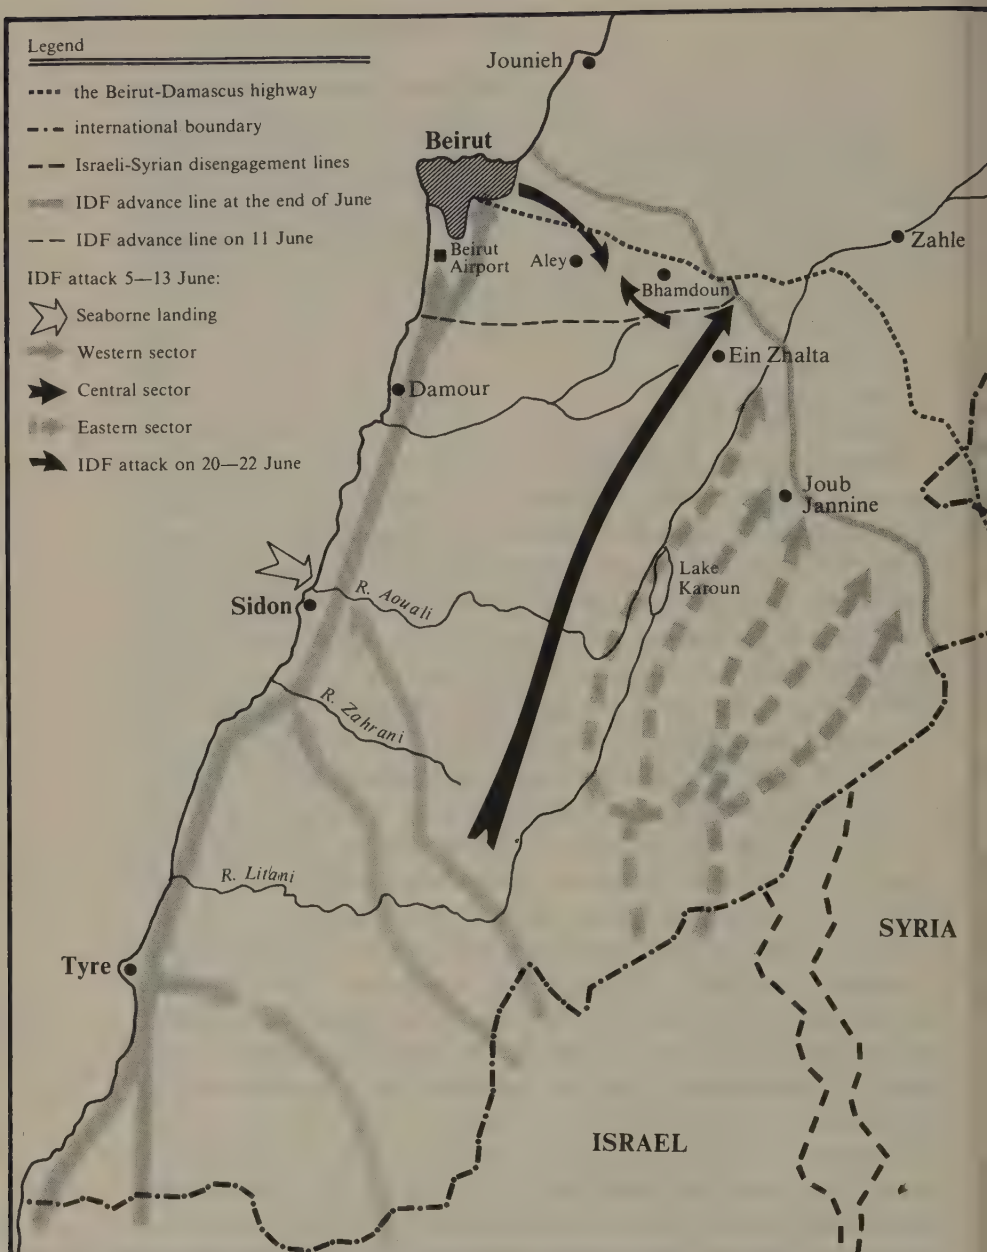 Legend
the Beirut-Damascus highway
international boundary
Israeli-Syrian disengagement lines
IDF advance line at the end of June
IDF advance line on 11 June
IDF attack 5—13 June:
Seaborne landing
Western sector
Central sector
Eastern sector
IDF attack on 20—22 June
Jounieh
Beirut
Zahle
Beirut
Airport
Aley
Bhamdoun
Ein Zhalta
Damour
Joub
Jannine
Lake
Karoun
Sidon
R. Aouali
R. Zahrani
R. Litani
SYRIA
Tyre
ISRAEL